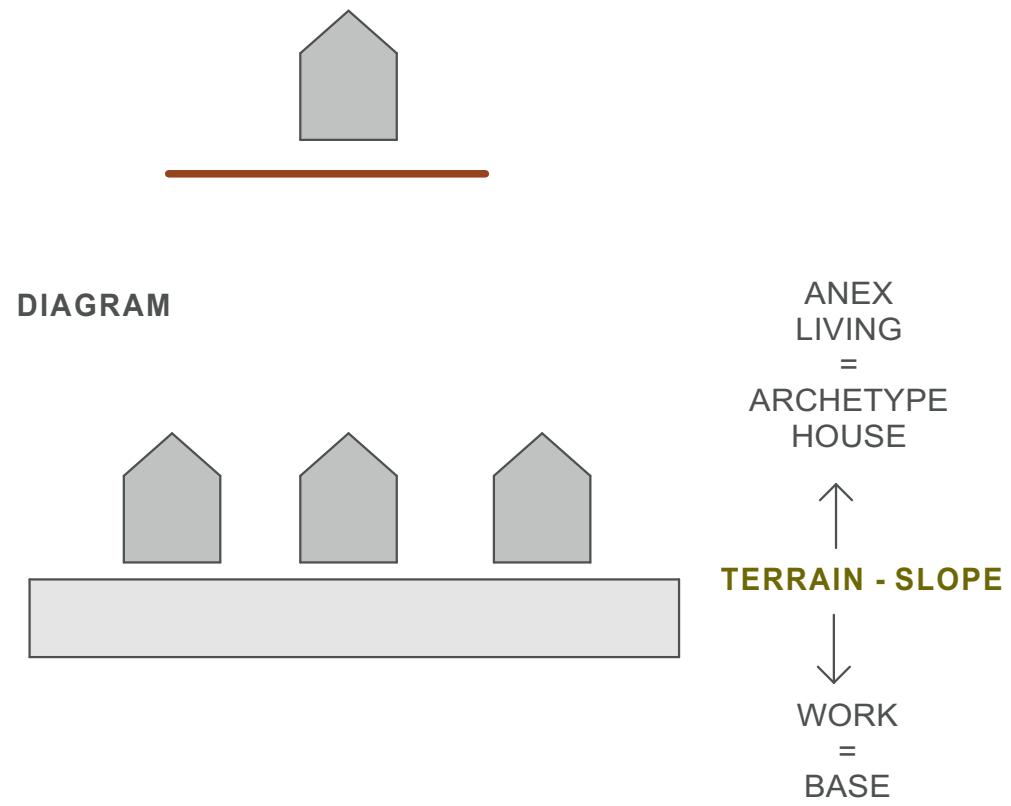 DIAGRAM
ANEX
LIVING
=
ARCHETYPE
HOUSE
TERRAIN - SLOPE
WORK
=
BASE